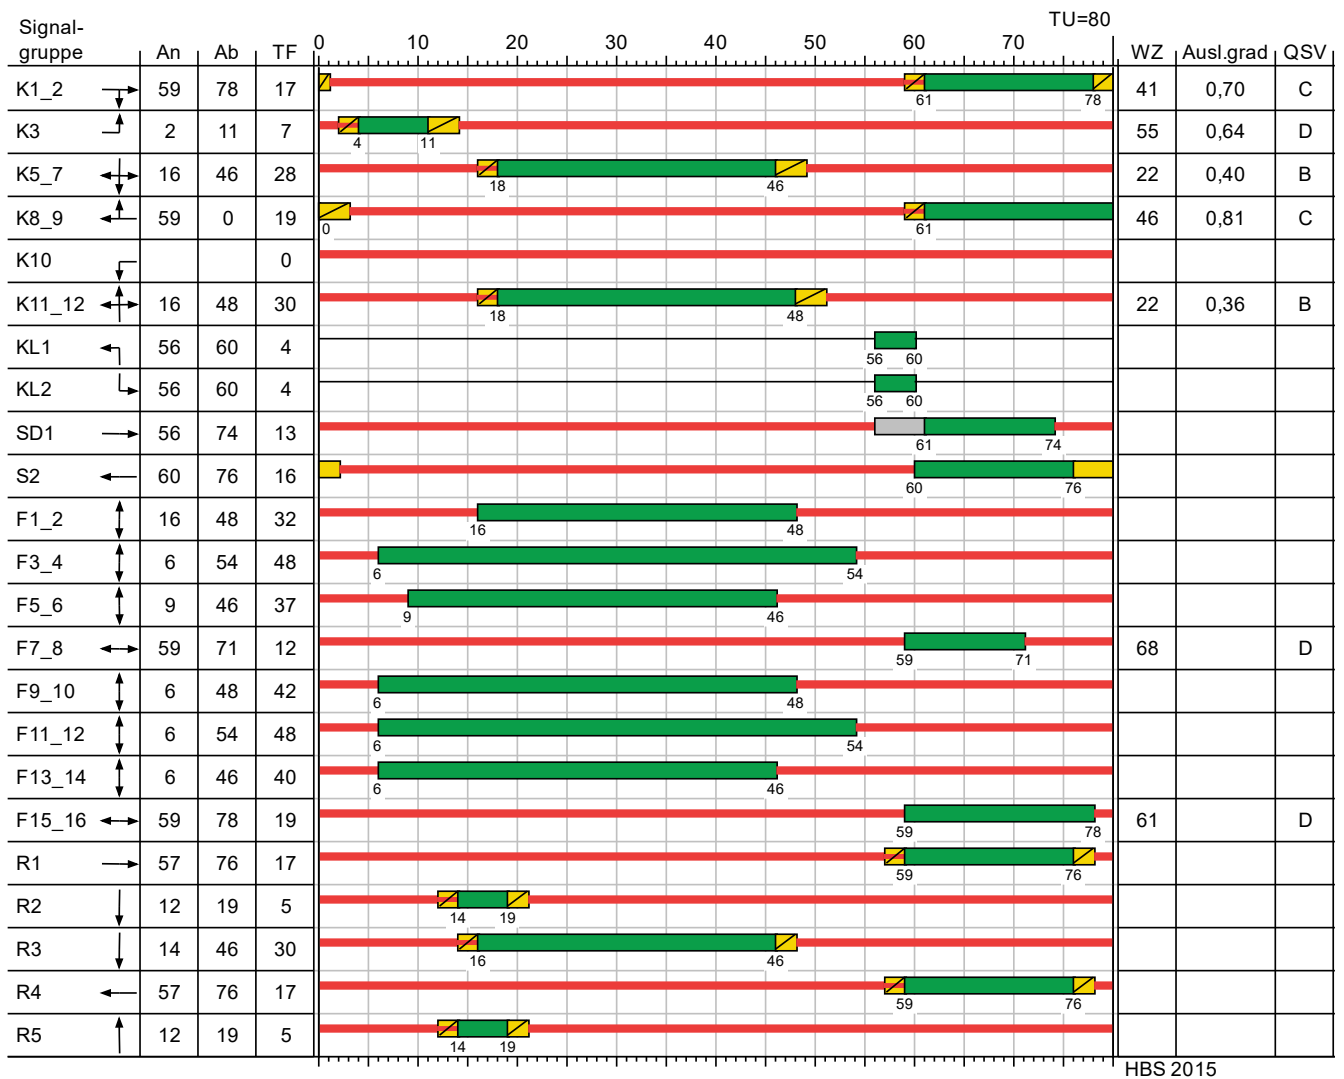 TU=80
Signal-
gruppe An Ab TF 0 10 20 30 40 50 60 70 WZ Ausl.grad QSV
K1_2 59 78 17 41 0,70 C
61 78
K3 2 11 7 55 0,64 D
4 11
K5_7 16 46 28 22 0,40 B
18 46
K8_9 59 0 19 46 0,81 C
0 61
K10 0
K11_12 16 48 30 22 0,36 B
18 48
KL1 56 60 4
56 60
KL2 56 60 4
56 60
SD1 56 74 13
61 74
S2 60 76 16
60 76
F1_2 16 48 32
16 48
F3_4 6 54 48
6 54
F5_6 9 46 37
9 46
F7_8 59 71 12 68 D
59 71
F9_10 6 48 42
6 48
F11_12 6 54 48
6 54
F13_14 6 46 40
6 46
F15_16 59 78 19 61 D
59 78
R1 57 76 17
59 76
R2 12 19 5
14 19
R3 14 46 30
16 46
R4 57 76 17
59 76
R5 12 19 5
14 19
HBS 2015